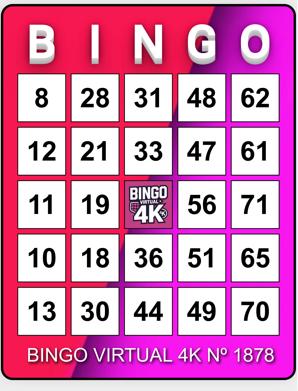 B I N G O
8 28 31 48 62
12 21 33 47 61
11 19 BINGO VIRTUAL 4K 56 71
10 18 36 51 65
13 30 44 49 70
BINGO VIRTUAL 4K Nº 1878